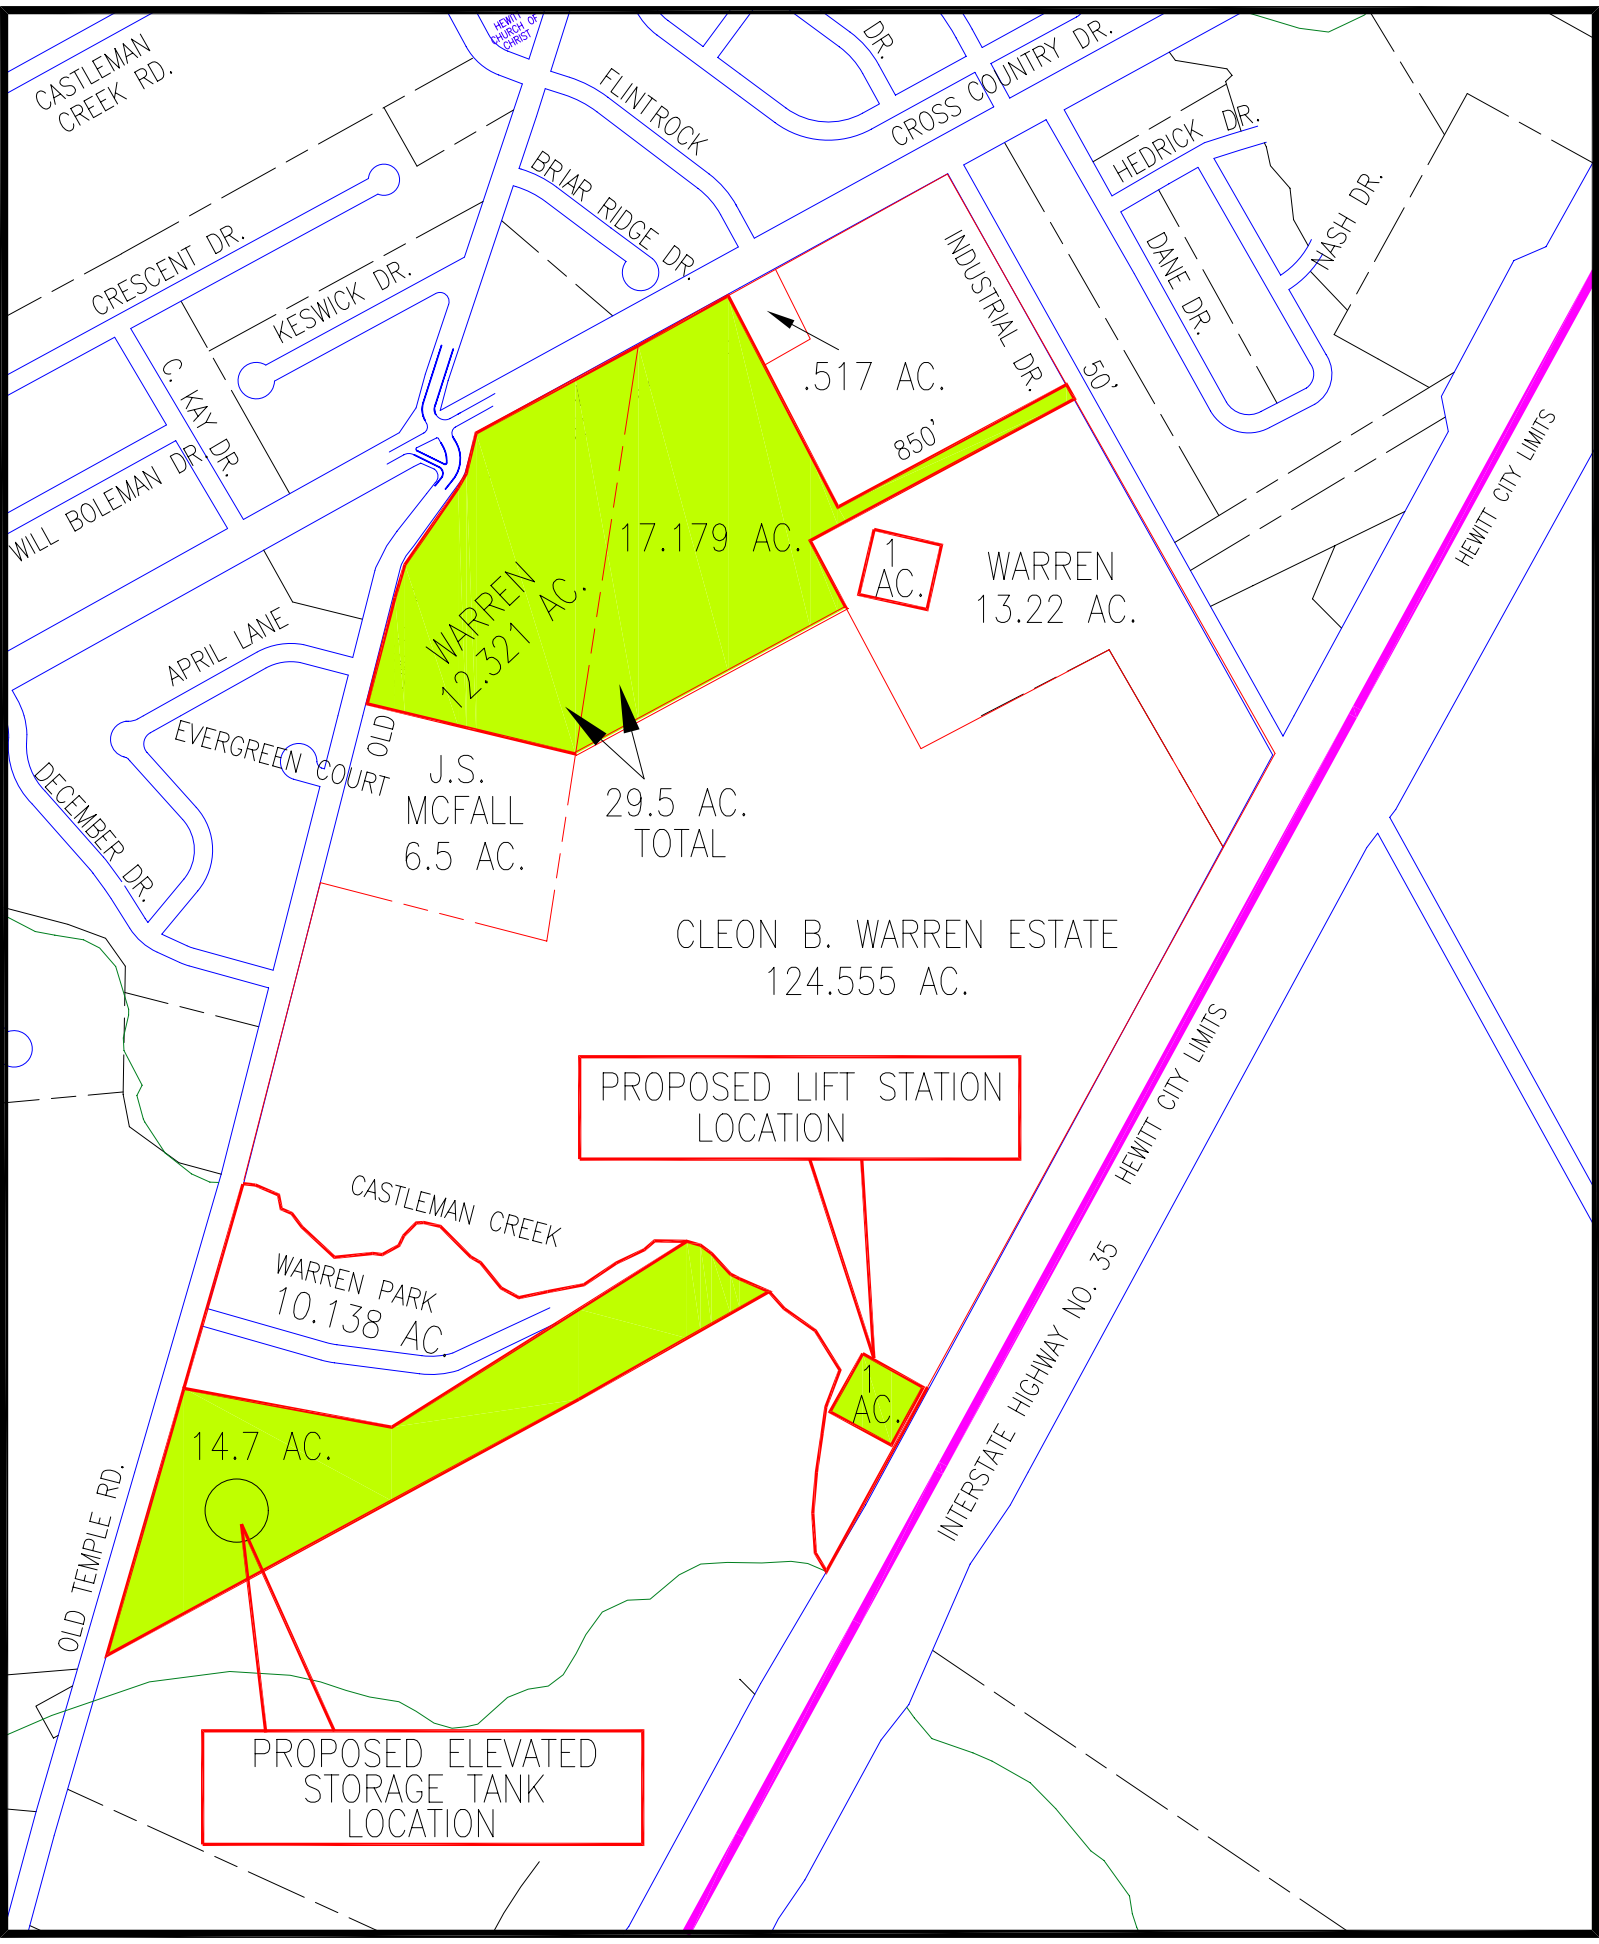 HEWITT
CHURCH OF
CHRIST
CASTLEMAN
CREEK RD.
FLINTROCK
DR.
CROSS COUNTRY DR.
HEDRICK DR.
BRIAR RIDGE DR.
NASH DR.
DANE DR.
INDUSTRIAL DR.
CRESCENT DR.
KESWICK DR.
C. KAY DR.
WILL BOLEMAN DR.
.517 AC.
50'
850'
17.179 AC.
WARREN
12.321 AC.
1
AC.
WARREN
13.22 AC.
HEWITT CITY LIMITS
APRIL LANE
EVERGREEN COURT
DECEMBER DR.
OLD
J.S.
MCFALL
6.5 AC.
29.5 AC.
TOTAL
CLEON B. WARREN ESTATE
124.555 AC.
HEWITT CITY LIMITS
PROPOSED LIFT STATION
LOCATION
CASTLEMAN CREEK
WARREN PARK
10.138 AC.
1
AC.
INTERSTATE HIGHWAY NO. 35
14.7 AC.
OLD TEMPLE RD.
PROPOSED ELEVATED
STORAGE TANK
LOCATION